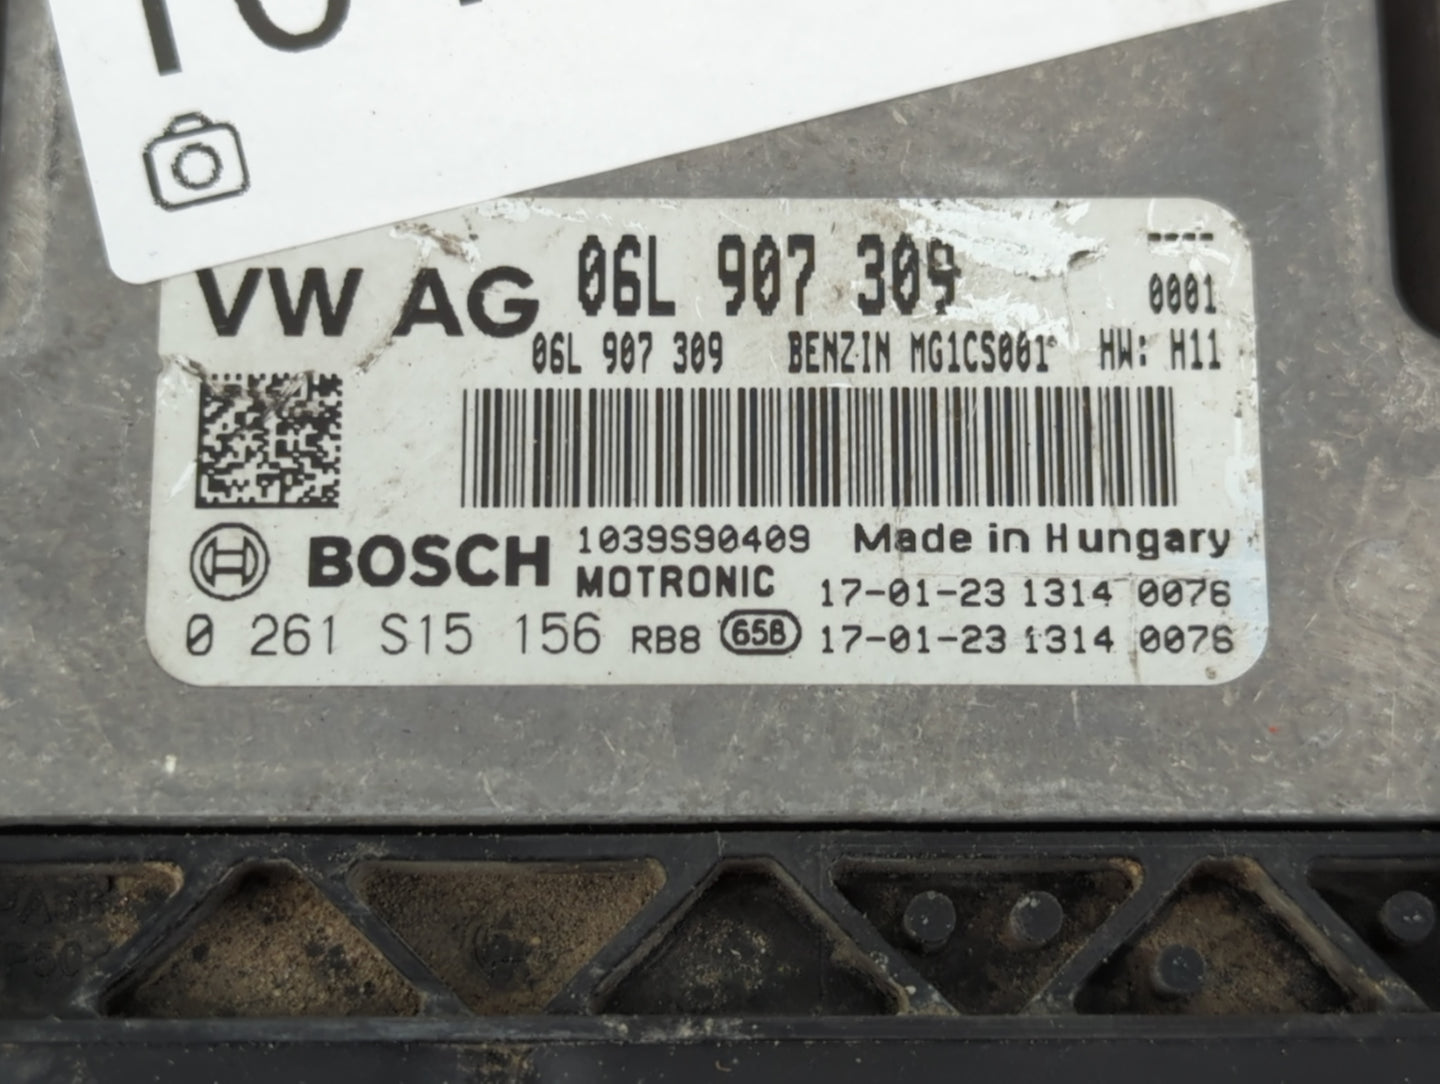 VW AG 06L 907 309 ----
0001
06L 907 309 BENZIN MG1CS001 HW: H11
BOSCH 1039S90409 Made in Hungary
MOTRONIC 17-01-23 1314 0076
0 261 S15 156 RB8 658 17-01-23 1314 0076